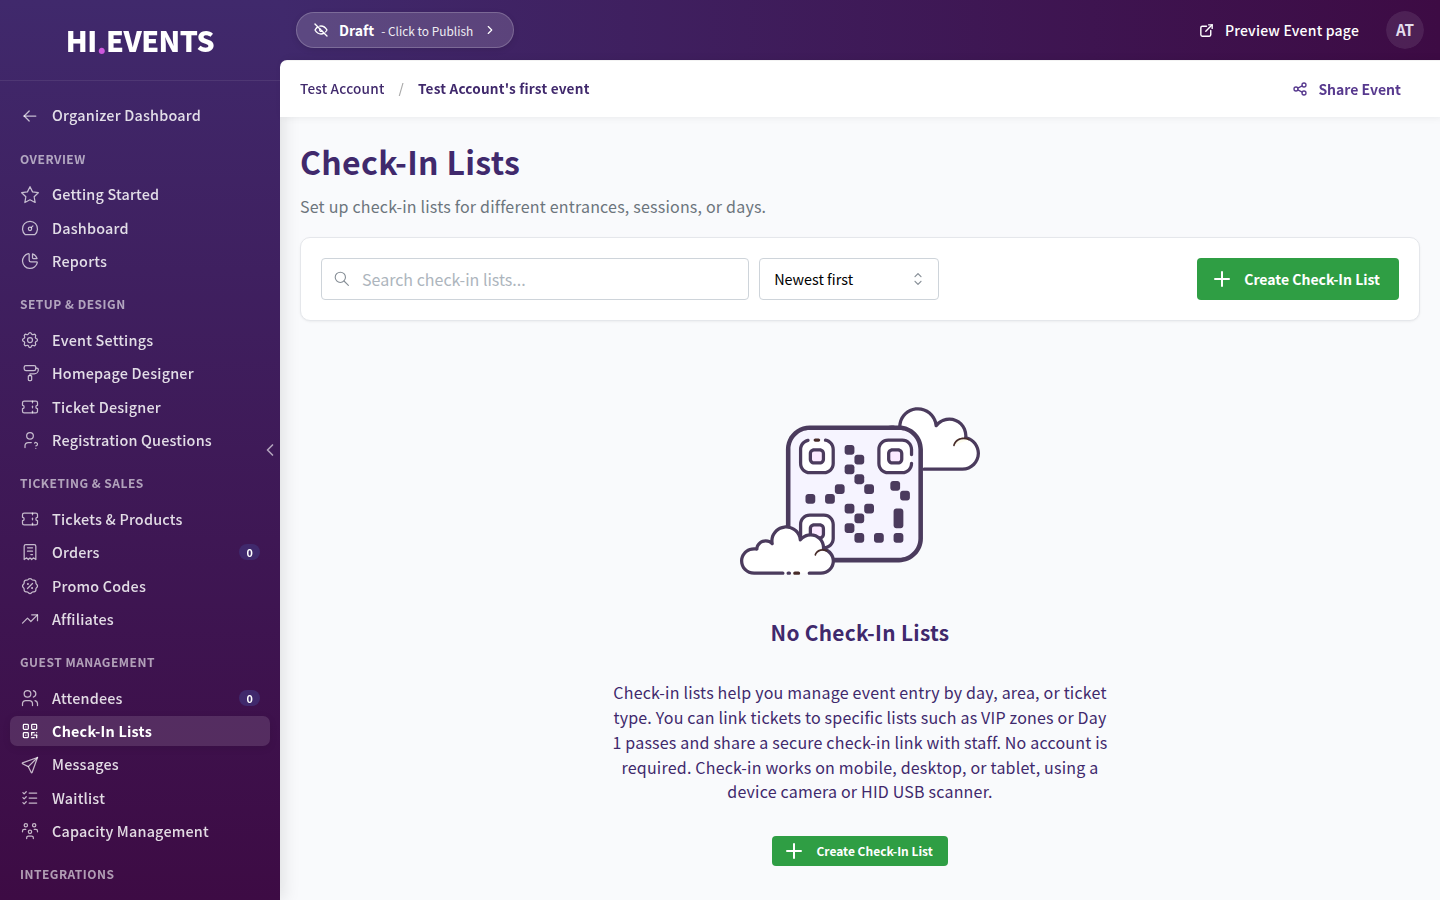 HI.EVENTS
Draft - Click to Publish
Preview Event page
AT
Organizer Dashboard
OVERVIEW
Getting Started
Dashboard
Reports
SETUP & DESIGN
Event Settings
Homepage Designer
Ticket Designer
Registration Questions
TICKETING & SALES
Tickets & Products
Orders 0
Promo Codes
Affiliates
GUEST MANAGEMENT
Attendees 0
Check-In Lists
Messages
Waitlist
Capacity Management
INTEGRATIONS
Test Account / Test Account's first event
Share Event
Check-In Lists
Set up check-in lists for different entrances, sessions, or days.
Search check-in lists...
Newest first
Create Check-In List
No Check-In Lists
Check-in lists help you manage event entry by day, area, or ticket
type. You can link tickets to specific lists such as VIP zones or Day
1 passes and share a secure check-in link with staff. No account is
required. Check-in works on mobile, desktop, or tablet, using a
device camera or HID USB scanner.
Create Check-In List